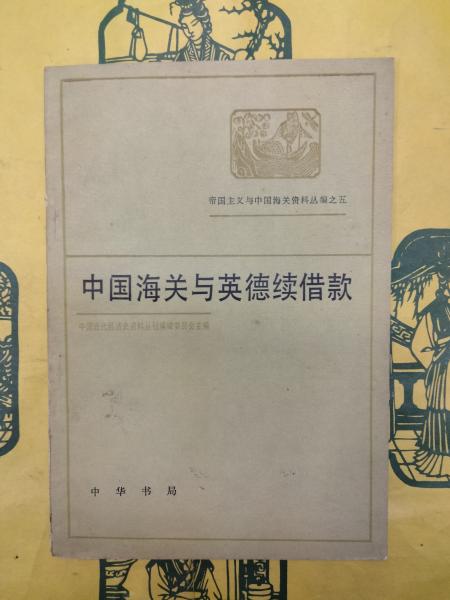 帝国主义与中国海关资料丛编之五
中国海关与英德续借款
中国近代经济史资料丛刊编辑委员会主编
中华书局